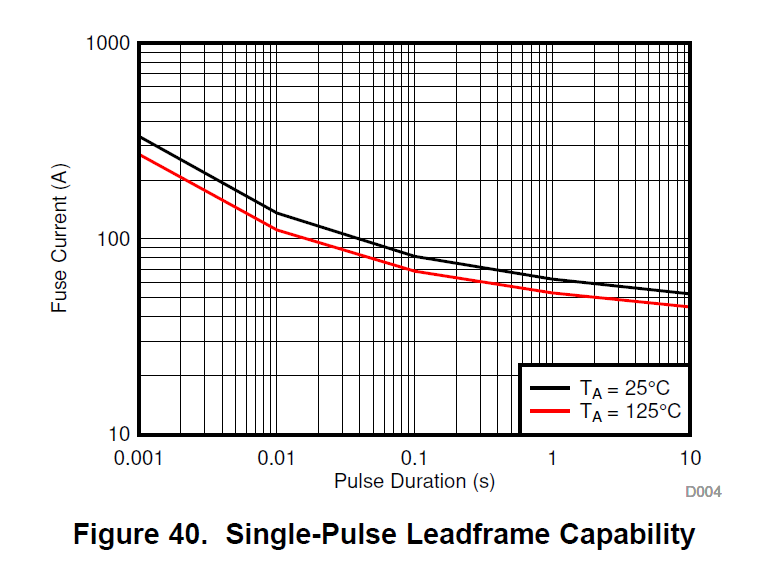 1000
100
10
Fuse Current (A)
0.001
0.01
0.1
1
10
Pulse Duration (s)
TA = 25°C
TA = 125°C
D004
Figure 40. Single-Pulse Leadframe Capability